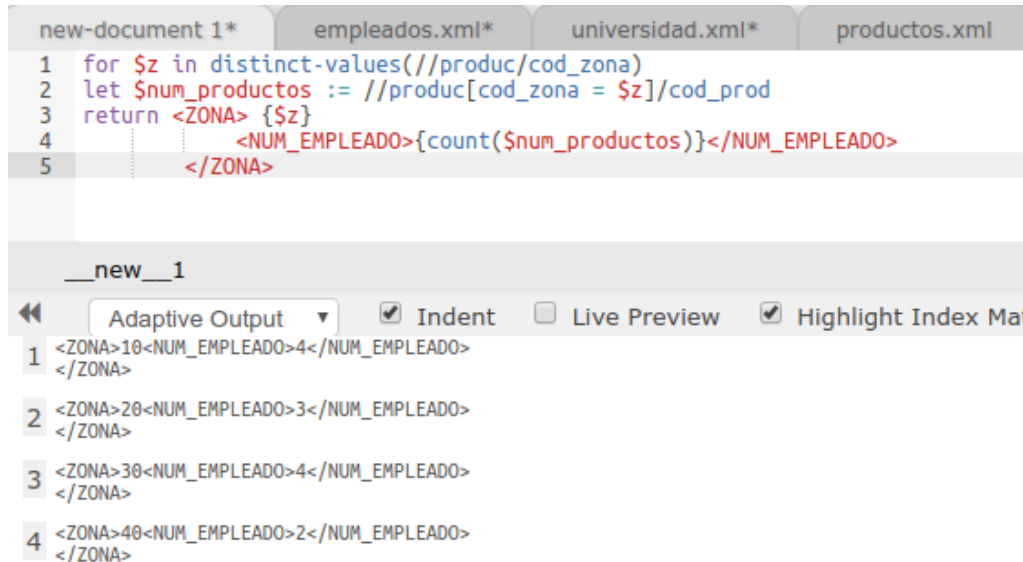 new-document 1* empleados.xml* universidad.xml* productos.xml
1 for $z in distinct-values(//produc/cod_zona)
2 let $num_productos := //produc[cod_zona = $z]/cod_prod
3 return <ZONA> {$z}
4 <NUM_EMPLEADO>{count($num_productos)}</NUM_EMPLEADO>
5 </ZONA>
__new__1
Adaptive Output Indent Live Preview Highlight Index Mat
1 <ZONA>10<NUM_EMPLEADO>4</NUM_EMPLEADO>
</ZONA>
2 <ZONA>20<NUM_EMPLEADO>3</NUM_EMPLEADO>
</ZONA>
3 <ZONA>30<NUM_EMPLEADO>4</NUM_EMPLEADO>
</ZONA>
4 <ZONA>40<NUM_EMPLEADO>2</NUM_EMPLEADO>
</ZONA>